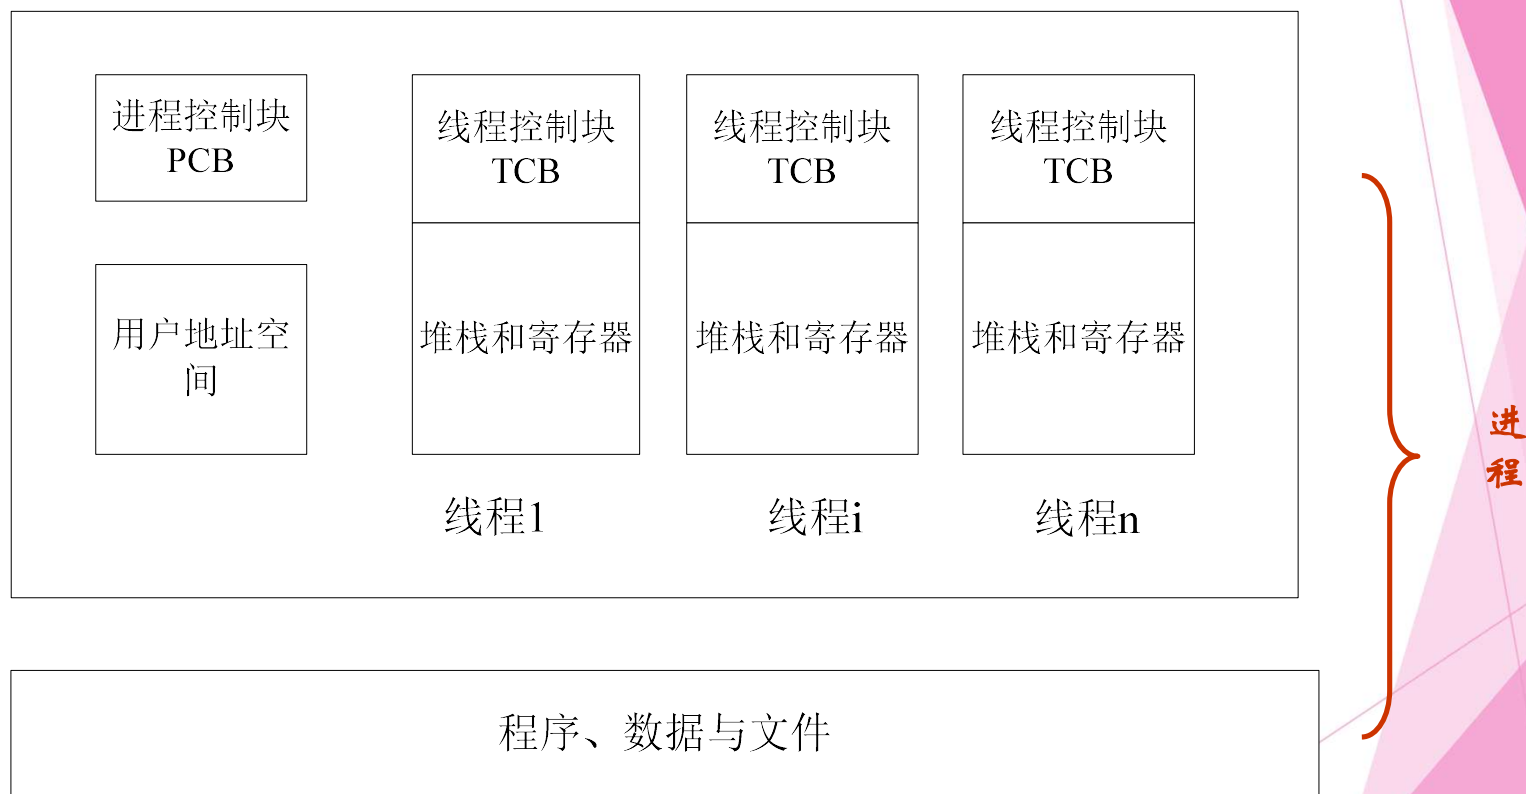 进程控制块
PCB
线程控制块
TCB
线程控制块
TCB
线程控制块
TCB
用户地址空
间
堆栈和寄存器
堆栈和寄存器
堆栈和寄存器
线程1
线程i
线程n
进
程
程序、数据与文件